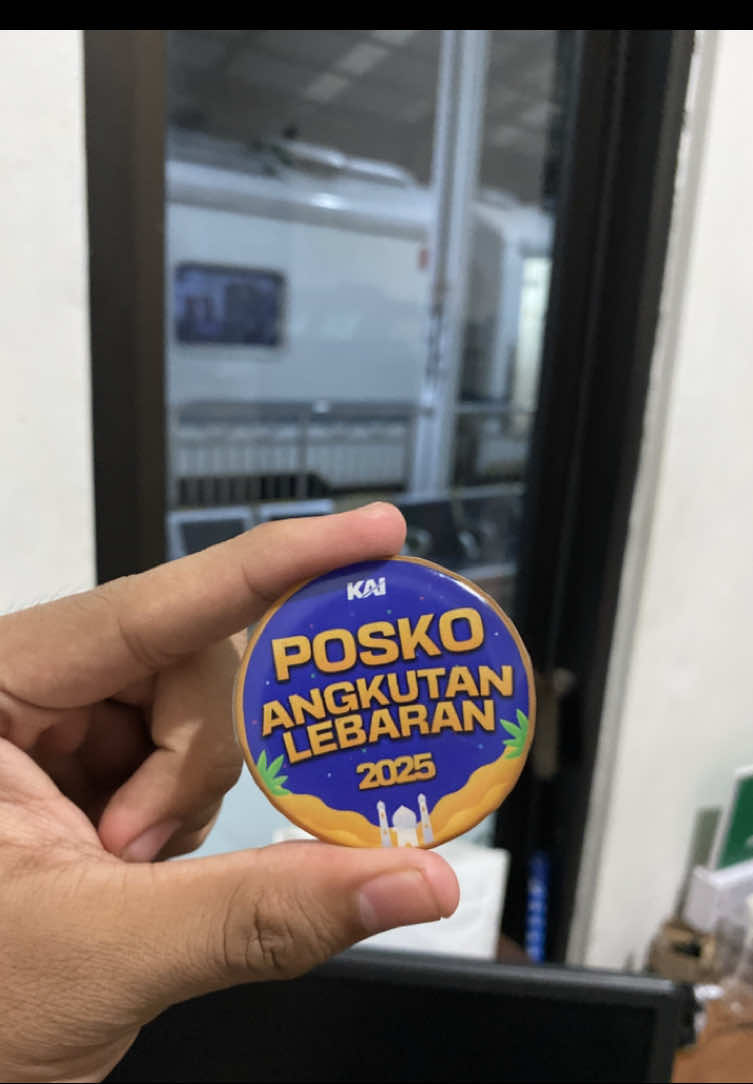 KAI
POSKO
ANGKUTAN
LEBARAN
2025